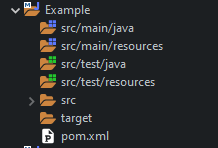 Example
src/main/java
src/main/resources
src/test/java
src/test/resources
src
target
pom.xml